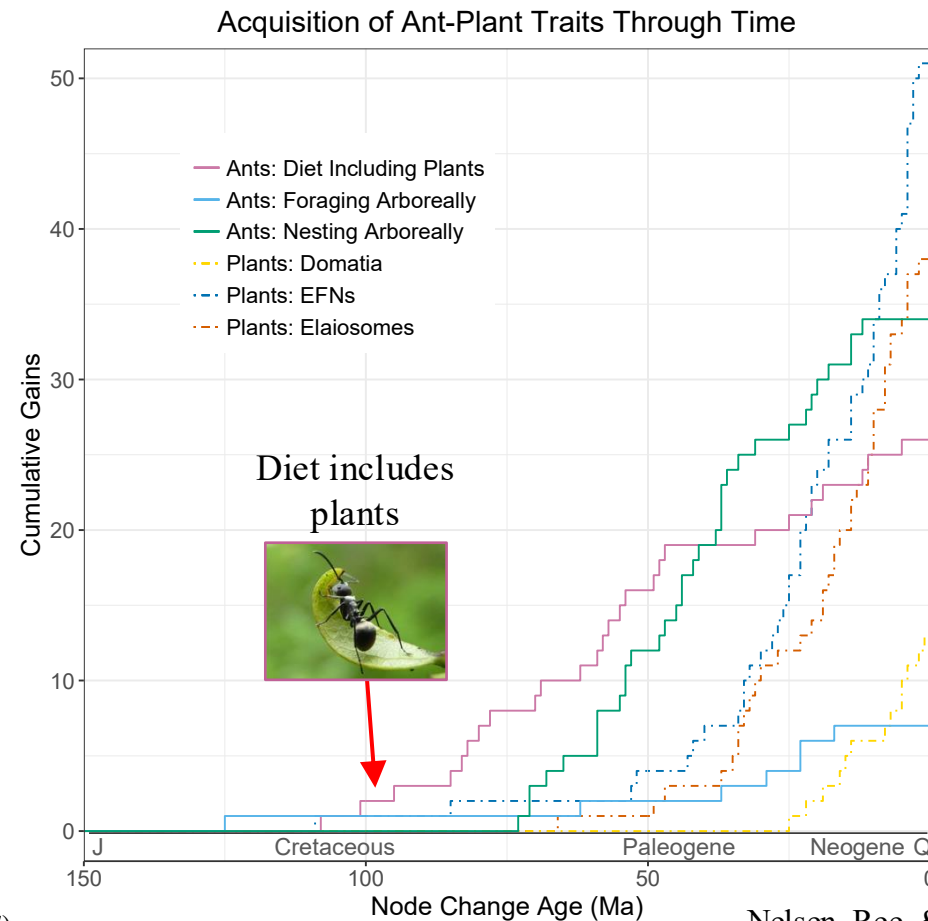 Acquisition of Ant-Plant Traits Through Time
50
40
30
20
10
0
Cumulative Gains
Ants: Diet Including Plants
Ants: Foraging Arboreally
Ants: Nesting Arboreally
Plants: Domatia
Plants: EFNs
Plants: Elaiosomes
Diet includes
plants
J Cretaceous Paleogene Neogene Q
150 100 50 0
Node Change Age (Ma)